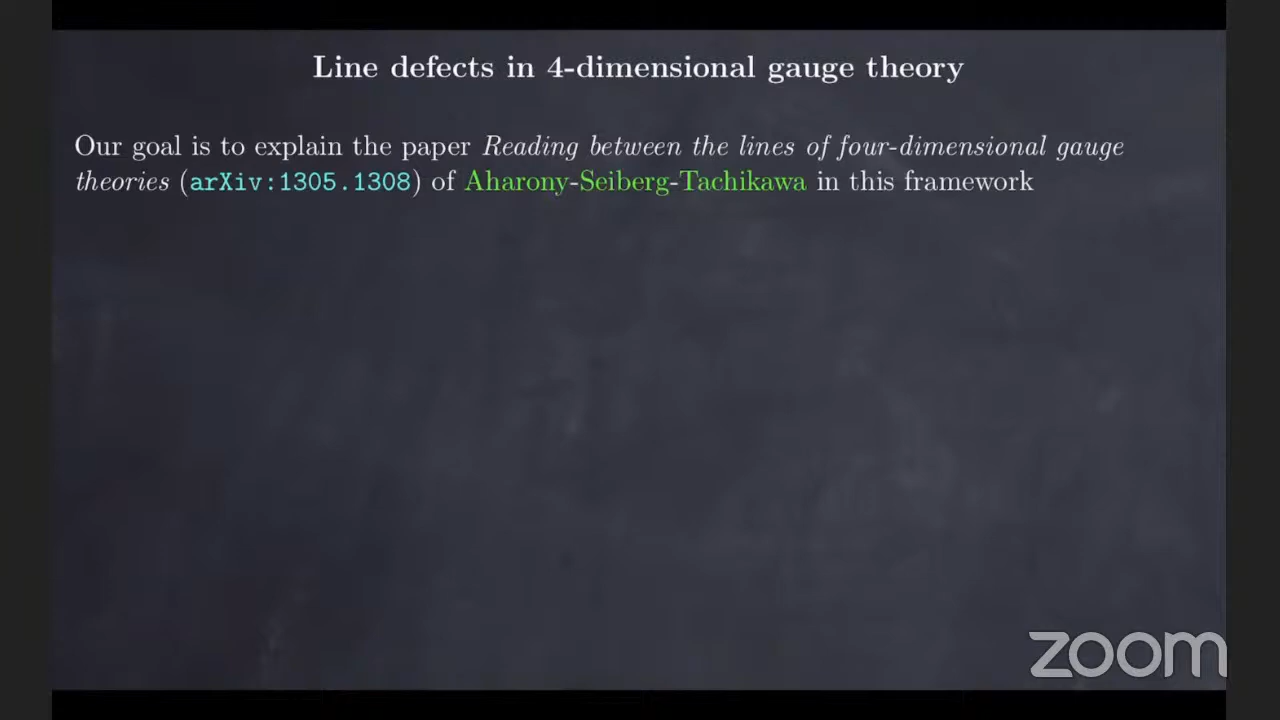 Line defects in 4-dimensional gauge theory
Our goal is to explain the paper Reading between the lines of four-dimensional gauge
theories (arXiv:1305.1308) of Aharony-Seiberg-Tachikawa in this framework
zoom